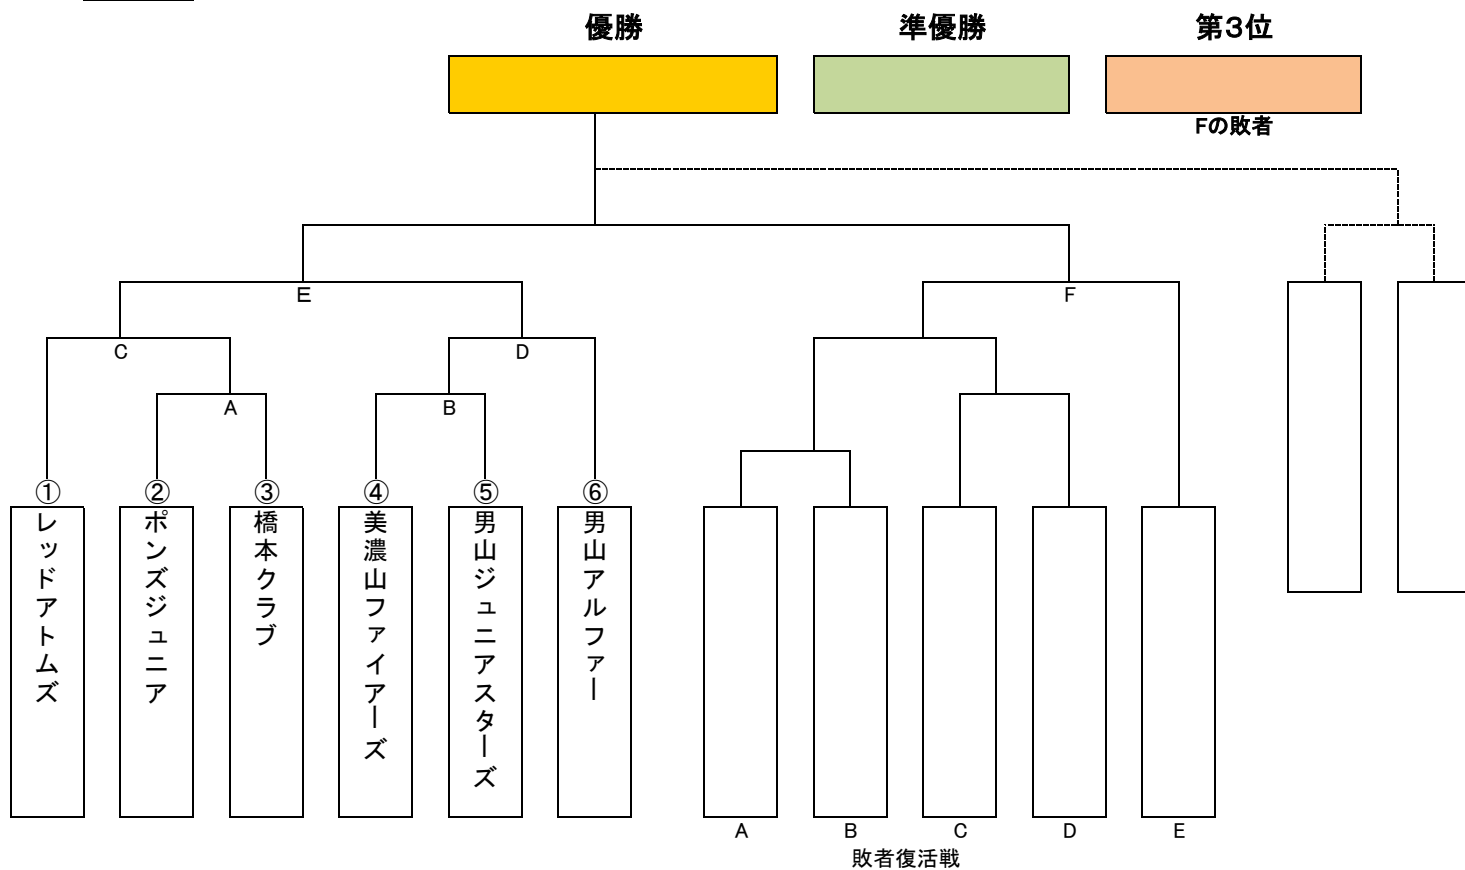 優勝
準優勝
第3位
Fの敗者
E
F
C
D
A
B
①
②
③
④
⑤
⑥
レッドアトムズ
ポンズジュニア
橋本クラブ
美濃山ファイアーズ
男山ジュニアスターズ
男山アルファー
A
B
C
D
E
敗者復活戦